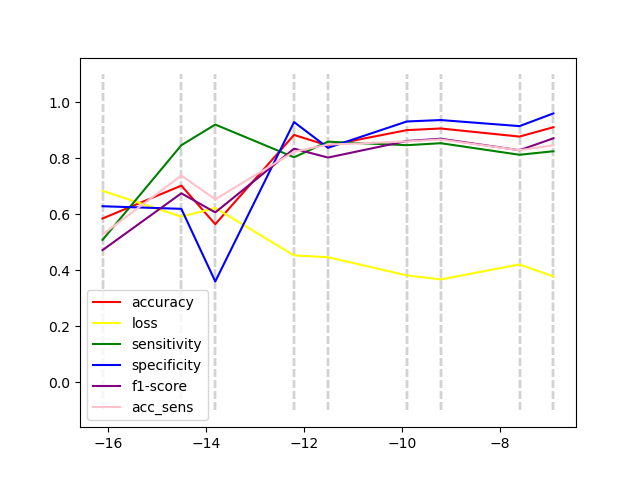 1.0
0.8
0.6
0.4
0.2
0.0
accuracy
loss
sensitivity
specificity
f1-score
acc_sens
−16
−14
−12
−10
−8